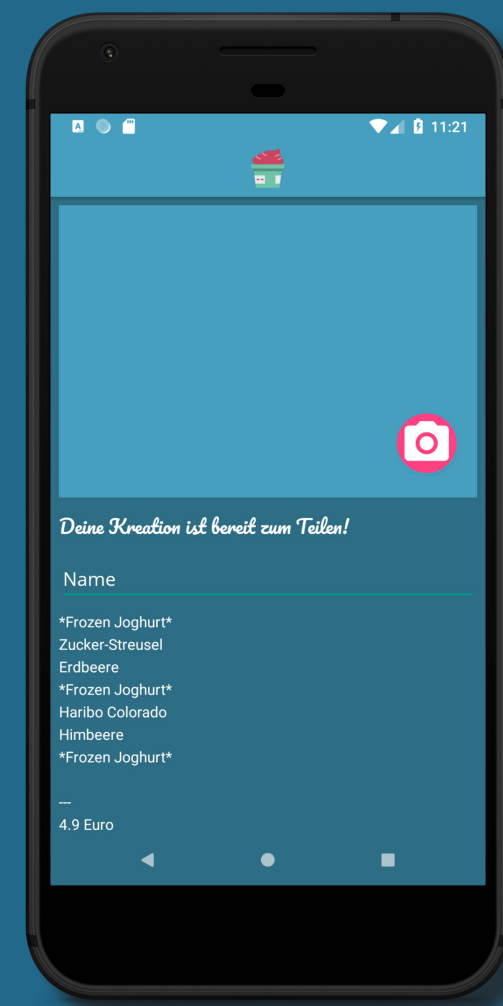 A
11:21
Deine Kreation ist bereit zum Teilen!
Name
*Frozen Joghurt*
Zucker-Streusel
Erdbeere
*Frozen Joghurt*
Haribo Colorado
Himbeere
*Frozen Joghurt*
---
4.9 Euro